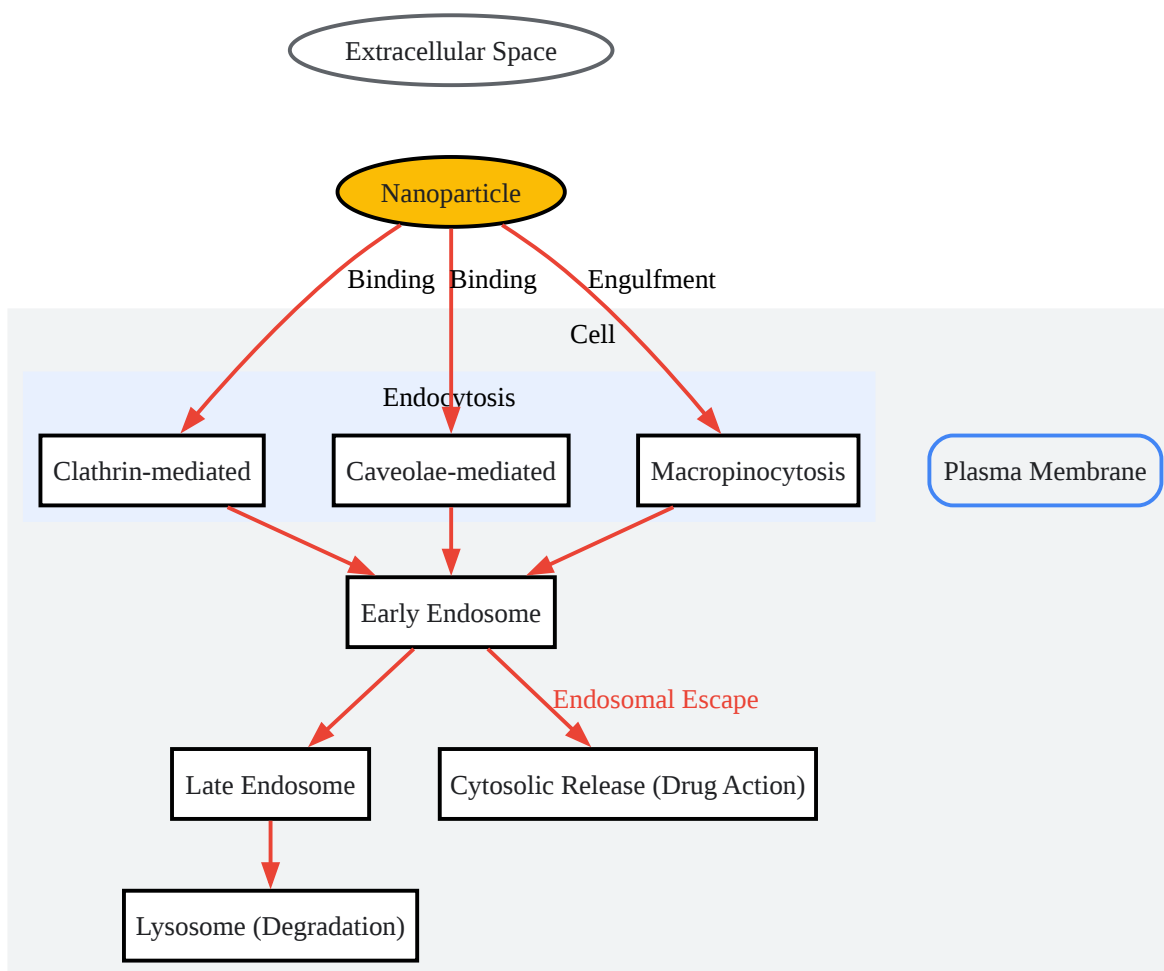 Extracellular Space
Nanoparticle
Binding
Binding
Engulfment
Cell
Endocytosis
Clathrin-mediated
Caveolae-mediated
Macropinocytosis
Plasma Membrane
Early Endosome
Endosomal Escape
Late Endosome
Cytosolic Release (Drug Action)
Lysosome (Degradation)